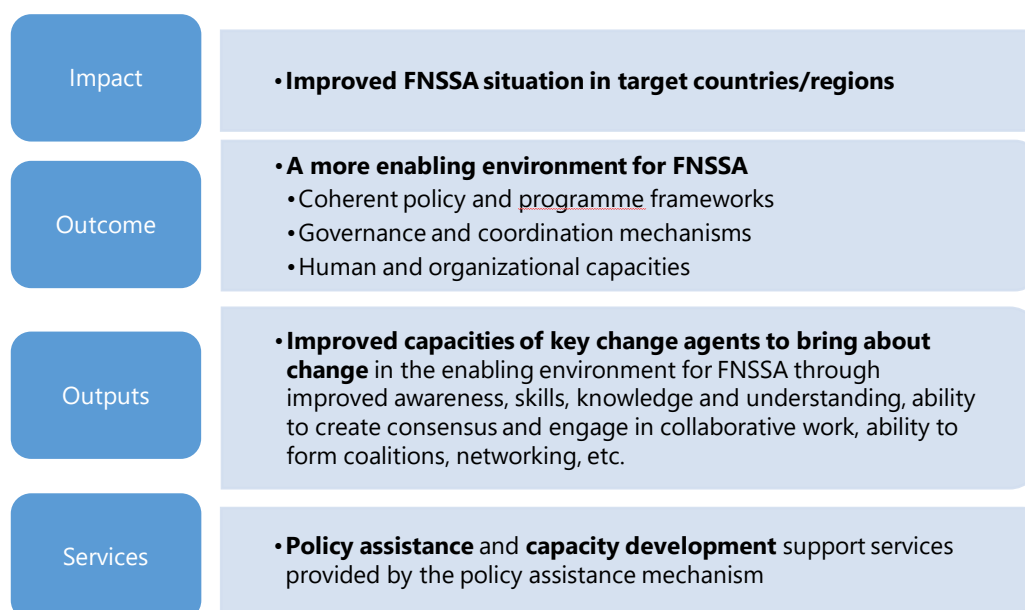 Impact
•Improved FNSSA situation in target countries/regions
Outcome
•A more enabling environment for FNSSA
•Coherent policy and programme frameworks
•Governance and coordination mechanisms
•Human and organizational capacities
Outputs
•Improved capacities of key change agents to bring about
change in the enabling environment for FNSSA through
improved awareness, skills, knowledge and understanding, ability
to create consensus and engage in collaborative work, ability to
form coalitions, networking, etc.
Services
•Policy assistance and capacity development support services
provided by the policy assistance mechanism